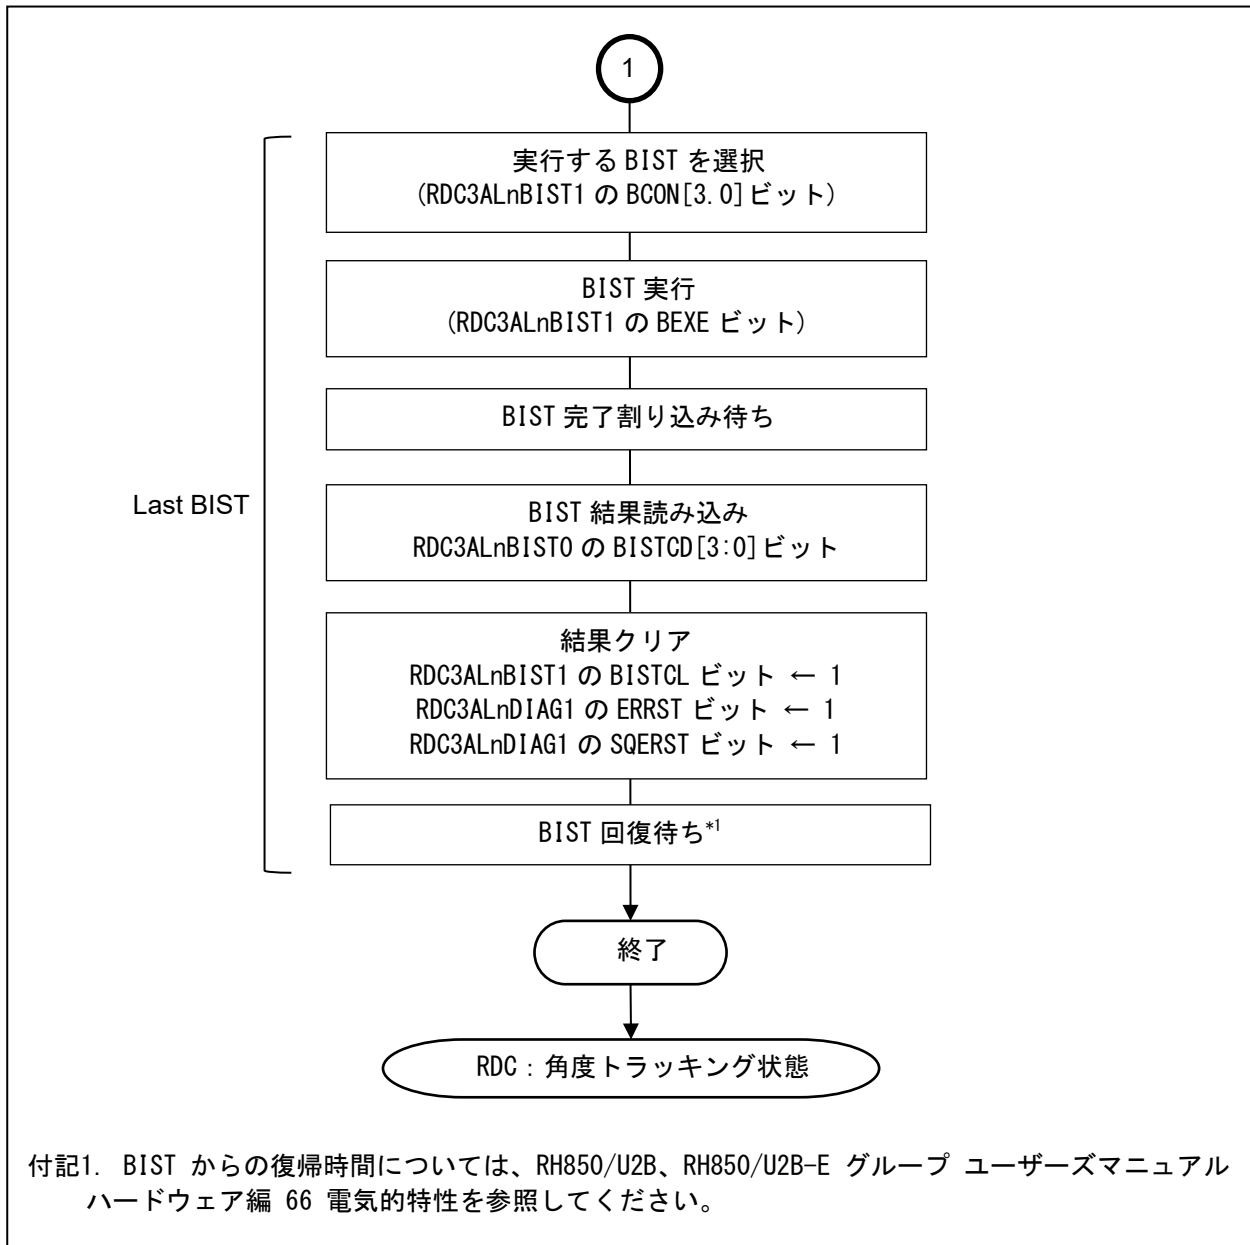 1
実行する BIST を選択
(RDC3ALnBIST1 の BCON[3.0]ビット)
BIST 実行
(RDC3ALnBIST1 の BEXE ビット)
BIST 完了割り込み待ち
Last BIST
BIST 結果読み込み
RDC3ALnBIST0 の BISTCD[3:0]ビット
結果クリア
RDC3ALnBIST1 の BISTCL ビット ← 1
RDC3ALnDIAG1 の ERRST ビット ← 1
RDC3ALnDIAG1 の SQERST ビット ← 1
BIST 回復待ち*1
終了
RDC：角度トラッキング状態
付記1. BIST からの復帰時間については、RH850/U2B、RH850/U2B-E グループ ユーザーズマニュアル
ハードウェア編 66 電気的特性を参照してください。